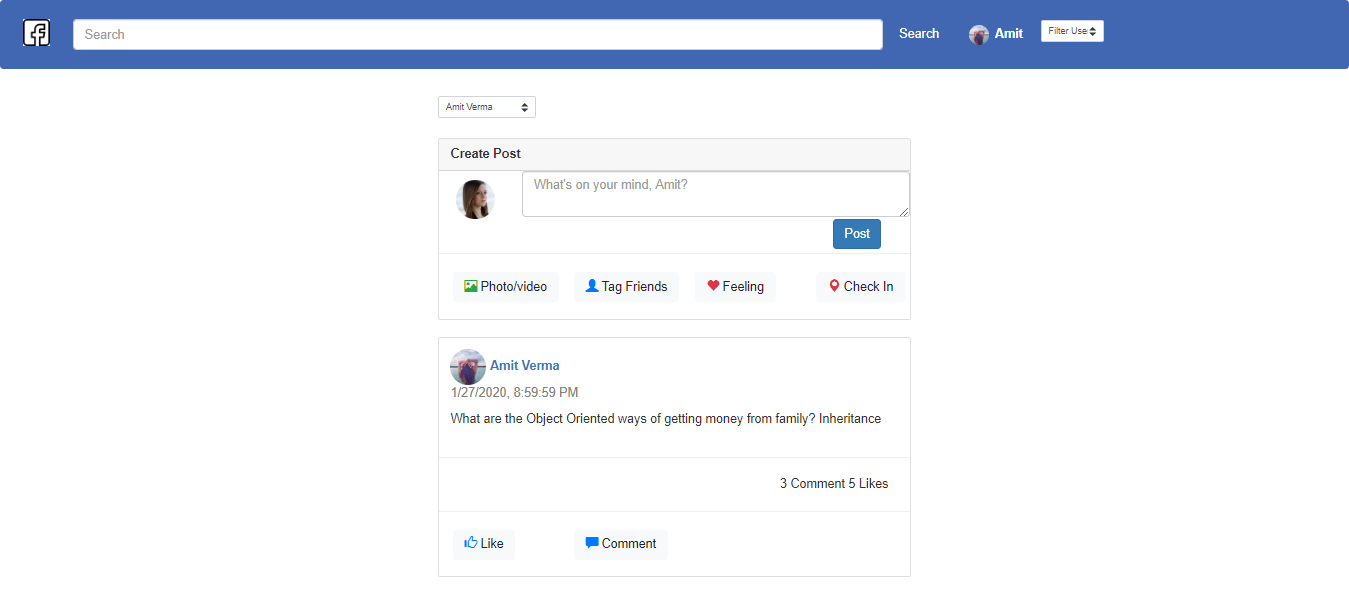 Search Search Amit Filter Use
Amit Verma
Create Post
What's on your mind, Amit?
Post
Photo/video Tag Friends Feeling Check In
Amit Verma
1/27/2020, 8:59:59 PM
What are the Object Oriented ways of getting money from family? Inheritance
3 Comment 5 Likes
Like Comment